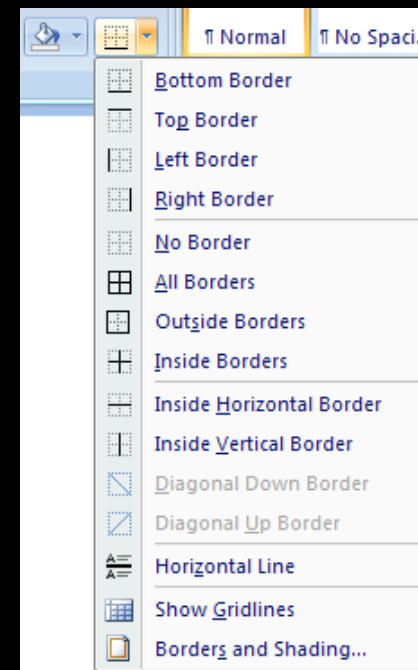 ¶ Normal ¶ No Spaci...
Bottom Border
Top Border
Left Border
Right Border
No Border
All Borders
Outside Borders
Inside Borders
Inside Horizontal Border
Inside Vertical Border
Diagonal Down Border
Diagonal Up Border
Horizontal Line
Show Gridlines
Borders and Shading...